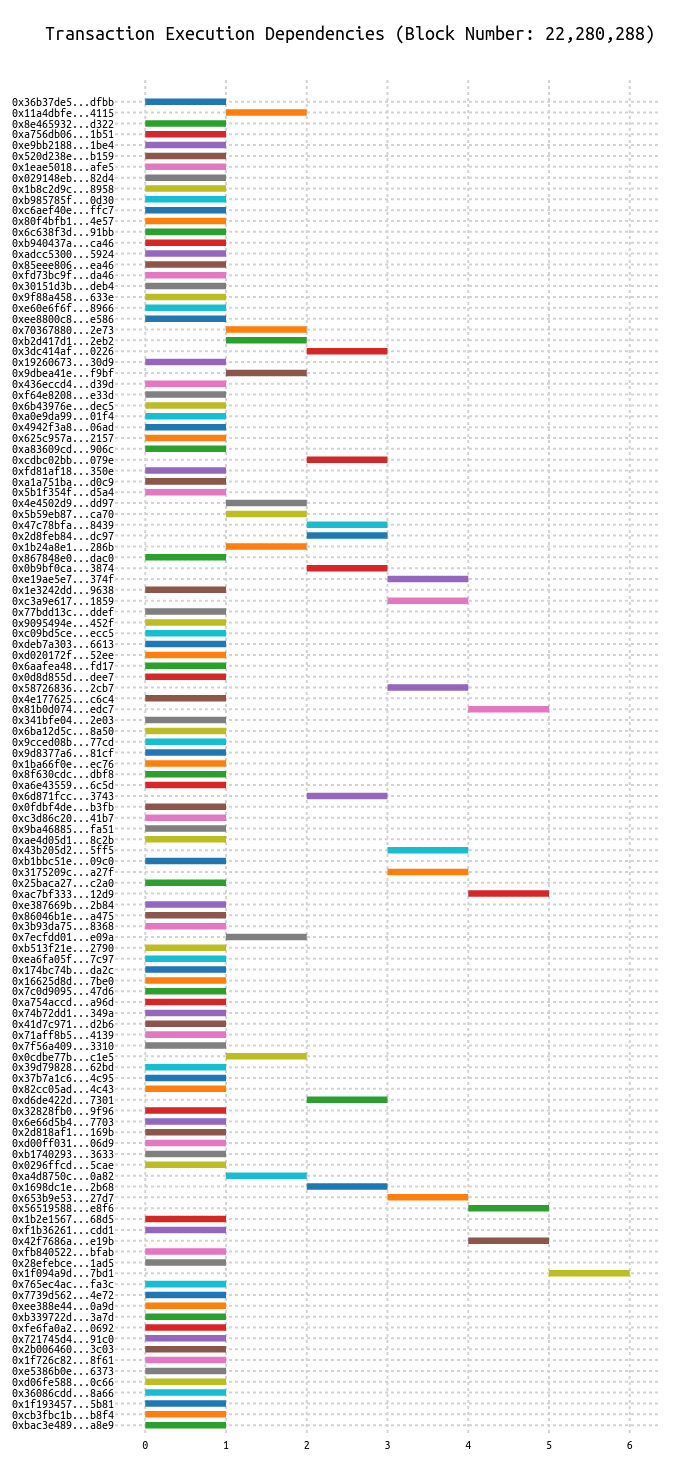 Transaction Execution Dependencies (Block Number: 22,280,288)
0x36b37de5...dfbb
0x11a4dbfe...4115
0x8e465932...d322
0xa756db06...1b51
0xe9bb2188...1be4
0x520d238e...b159
0x1eae5018...afe5
0x029148eb...82d4
0x1b8c2d9c...8958
0xb985785f...0d30
0xc6aef40e...ffc7
0x80f4bfb1...4e57
0x6c638f3d...91bb
0xb940437a...ca46
0xadcc5300...5924
0x85eee806...ea46
0xfd73bc9f...da46
0x30151d3b...deb4
0x9f88a458...633e
0xe60e6f6f...8966
0xee8800c8...e586
0x70367880...2e73
0xb2d417d1...2eb2
0x3dc414af...0226
0x19260673...30d9
0x9dbea41e...f9bf
0x436eccd4...d39d
0xf64e8208...e33d
0x6b43976e...dec5
0xa0e9da99...01f4
0x4942f3a8...06ad
0x625c957a...2157
0xa83609cd...906c
0xcdbc02bb...079e
0xfd81af18...350e
0xa1a751ba...d0c9
0x5b1f354f...d5a4
0x4e4502d9...dd97
0x5b59eb87...ca70
0x47c78bfa...8439
0x2d8feb84...dc97
0x1b24a8e1...286b
0x867848e0...dac0
0x0b9bf0ca...3874
0xe19ae5e7...374f
0x1e3242dd...9638
0xc3a9e617...1859
0x77bdd13c...ddef
0x9095494e...452f
0xc09bd5ce...ecc5
0xdeb7a303...6613
0xd020172f...52ee
0x6aafea48...fd17
0x0d8d855d...dee7
0x58726836...2cb7
0x4e177625...c6c4
0x81b0d074...edc7
0x341bfe04...2e03
0x6ba12d5c...8a50
0x9cced08b...77cd
0x9d8377a6...81cf
0x1ba66f0e...ec76
0x8f630cdc...dbf8
0xa6e43559...6c5d
0x6d871fcc...3743
0x0fdbf4de...b3fb
0xc3d86c20...41b7
0x9ba46885...fa51
0xae4d05d1...8c2b
0x43b205d2...5ff5
0xb1bbc51e...09c0
0x3175209c...a27f
0x25baca27...c2a0
0xac7bf333...12d9
0xe387669b...2b84
0x86046b1e...a475
0x3b93da75...8368
0x7ecfdd01...e09a
0xb513f21e...2790
0xea6fa05f...7c97
0x174bc74b...da2c
0x16625d8d...7be0
0x7c0d9095...47d6
0xa754accd...a96d
0x74b72dd1...349a
0x41d7c971...d2b6
0x71aff8b5...4139
0x7f56a409...3310
0x0cdbe77b...c1e5
0x39d79828...62bd
0x37b7a1c6...4c95
0x82cc05ad...4c43
0xd6de422d...7301
0x32828fb0...9f96
0x6e66d5b4...7703
0x2d818af1...169b
0xd00ff031...06d9
0xb1740293...3633
0x0296ffcd...5cae
0xa4d8750c...0a82
0x1698dc1e...2b68
0x653b9e53...27d7
0x56519588...e8f6
0x1b2e1567...68d5
0xf1b36261...cdd1
0x42f7686a...e19b
0xfb840522...bfab
0x28efebce...1ad5
0x1f094a9d...7bd1
0x765ec4ac...fa3c
0x7739d562...4e72
0xee388e44...0a9d
0xb339722d...3a7d
0xfe6fa0a2...0692
0x721745d4...91c0
0x2b006460...3c03
0x1f726c82...8f61
0xe5386b0e...6373
0xd06fe588...0c66
0x36086cdd...8a66
0x1f193457...5b81
0xcb3fbc1b...b8f4
0xbac3e489...a8e9
0 1 2 3 4 5 6